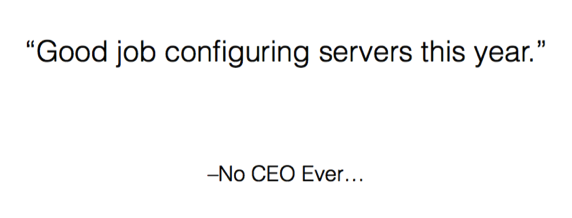 “Good job configuring servers this year.”
–No CEO Ever…